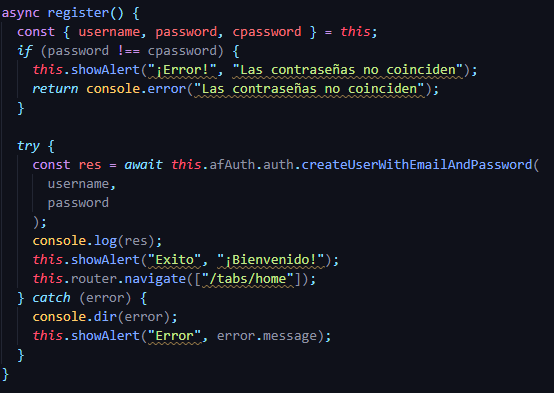 async register() {
  const { username, password, cpassword } = this;
  if (password !== cpassword) {
    this.showAlert("¡Error!", "Las contraseñas no coinciden");
    return console.error("Las contraseñas no coinciden");
  }

  try {
    const res = await this.afAuth.auth.createUserWithEmailAndPassword(
      username,
      password
    );
    console.log(res);
    this.showAlert("Exito", "¡Bienvenido!");
    this.router.navigate(["/tabs/home"]);
  } catch (error) {
    console.dir(error);
    this.showAlert("Error", error.message);
  }
}